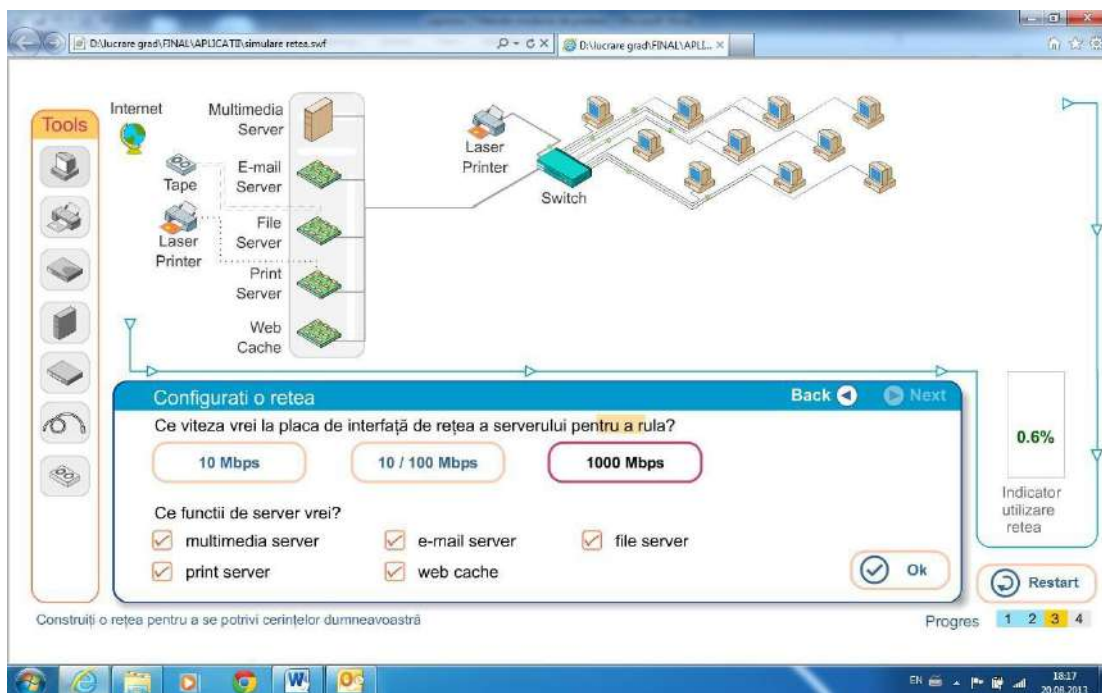 D:\lucrare grad\FINAL\APLICATII\simulare retea.swf
D:\lucrare grad\FINAL\APLI...
Tools
Internet
Multimedia
Server
E-mail
Server
Tape
File
Server
Laser
Printer
Print
Server
Web
Cache
Laser
Printer
Switch
Configurati o retea
Back
Next
Ce viteza vrei la placa de interfață de rețea a serverului pentru a rula?
10 Mbps
10 / 100 Mbps
1000 Mbps
Ce functii de server vrei?
multimedia server
e-mail server
file server
print server
web cache
Ok
0.6%
Indicator
utilizare
retea
Restart
Construiți o rețea pentru a se potrivi cerințelor dumneavoastră
Progres
1 2 3 4
EN
18:17
20.08.2013